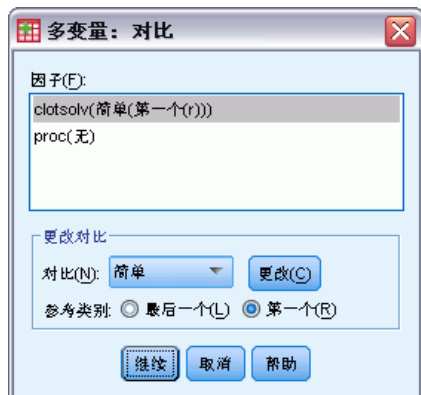 多变量：对比
因子(F):
clotsolv(简单(第一个(r)))
proc(无)
更改对比
对比(N): 简单 更改(C)
参考类别: 最后一个(L) 第一个(R)
继续 取消 帮助